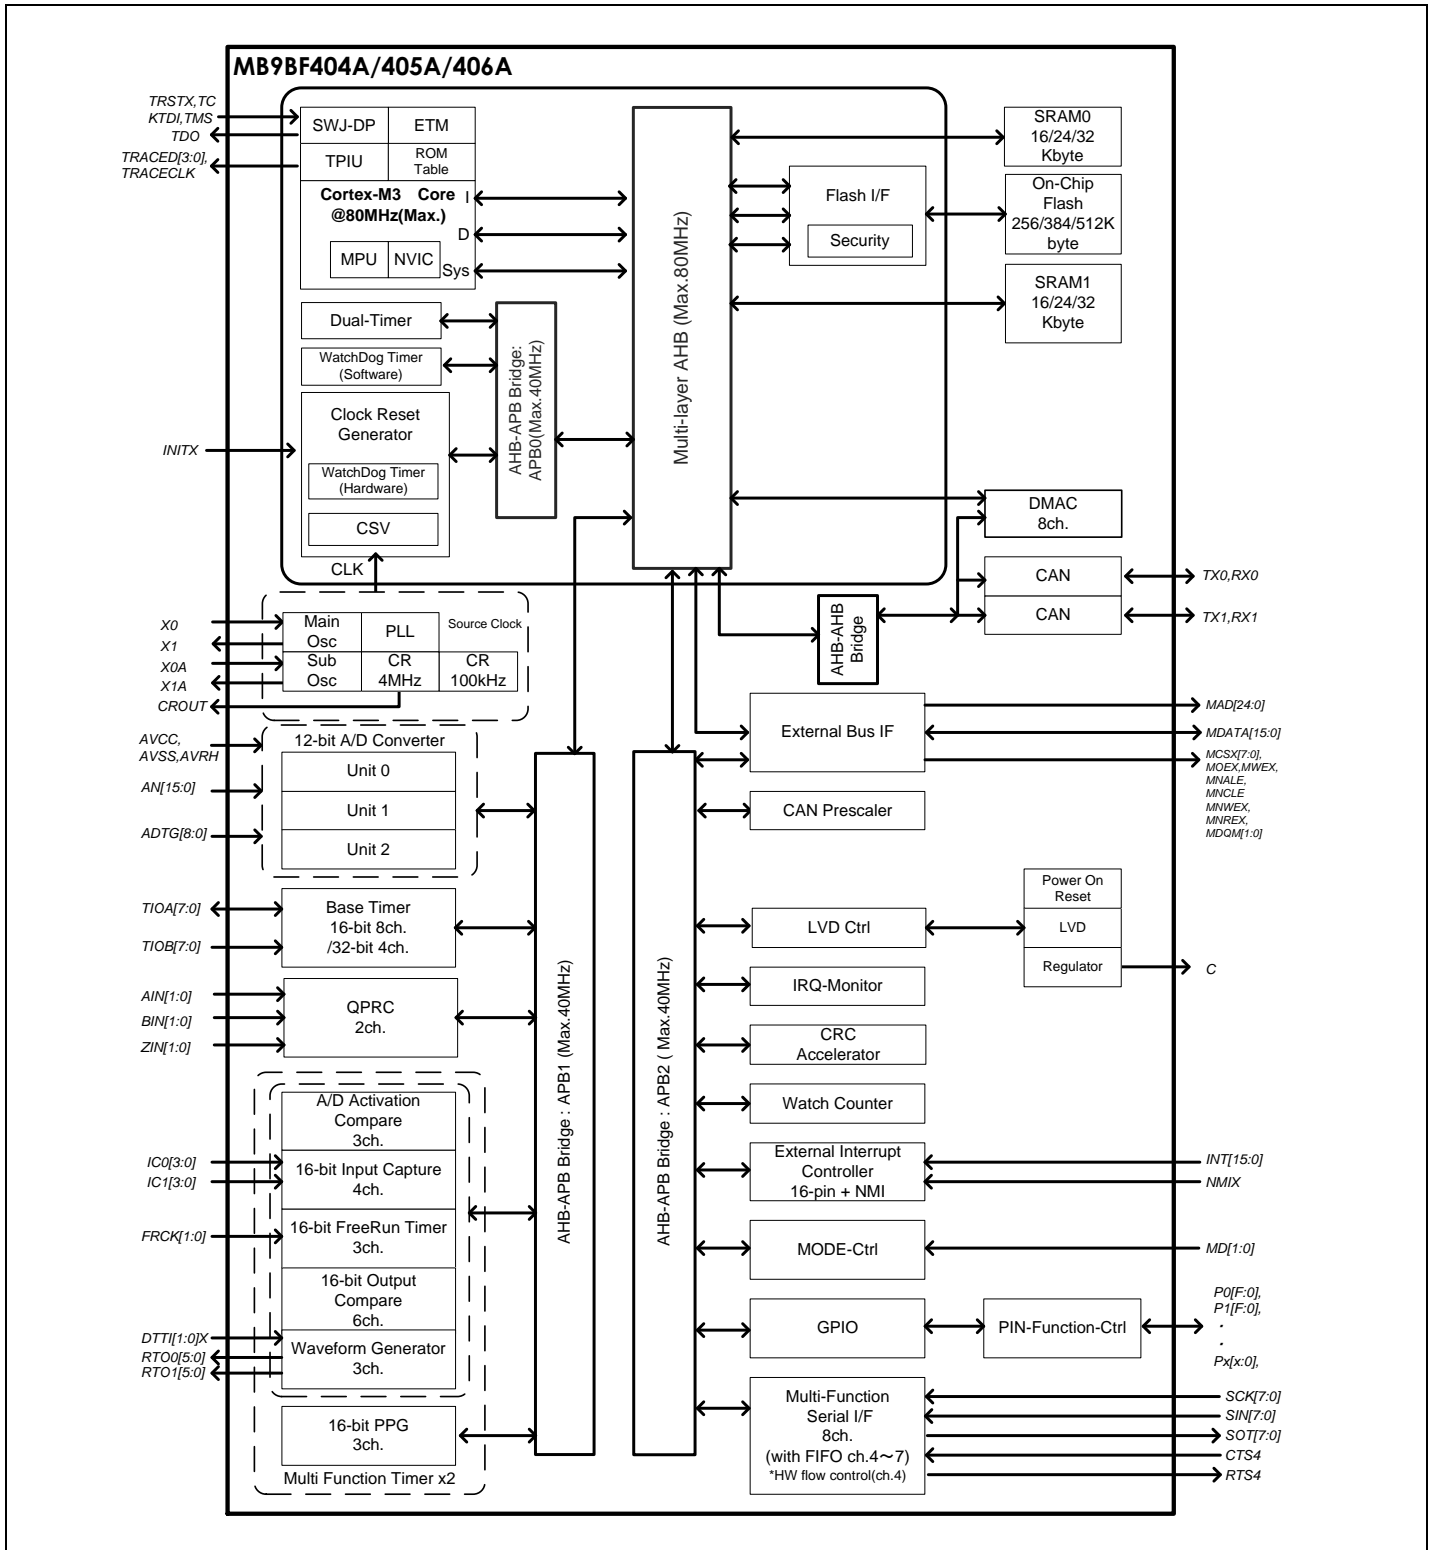 MB9BF404A/405A/406A
TRSTX,TC
KTDI,TMS
TDO
TRACED[3:0],
TRACECLK
SWJ-DP
ETM
TPIU
ROM
Table
Cortex-M3 Core
@80MHz(Max.)
I
D
Sys
MPU
NVIC
Dual-Timer
WatchDog Timer
(Software)
Clock Reset
Generator
WatchDog Timer
(Hardware)
CSV
CLK
INITX
AHB-APB Bridge:
APB0(Max.40MHz)
Multi-layer AHB (Max.80MHz)
Flash I/F
Security
SRAM0
16/24/32
Kbyte
On-Chip
Flash
256/384/512K
byte
SRAM1
16/24/32
Kbyte
DMAC
8ch.
CAN
TX0,RX0
CAN
TX1,RX1
AHB-AHB
Bridge
X0
X1
X0A
X1A
CROUT
Main
Osc
PLL
Source Clock
Sub
Osc
CR
4MHz
CR
100kHz
AVCC,
AVSS,AVRH
AN[15:0]
ADTG[8:0]
12-bit A/D Converter
Unit 0
Unit 1
Unit 2
TIOA[7:0]
TIOB[7:0]
Base Timer
16-bit 8ch.
/32-bit 4ch.
AIN[1:0]
BIN[1:0]
ZIN[1:0]
QPRC
2ch.
A/D Activation
Compare
3ch.
IC0[3:0]
IC1[3:0]
16-bit Input Capture
4ch.
FRCK[1:0]
16-bit FreeRun Timer
3ch.
16-bit Output
Compare
6ch.
DTTI[1:0]X
RTO0[5:0]
RTO1[5:0]
Waveform Generator
3ch.
16-bit PPG
3ch.
Multi Function Timer x2
AHB-APB Bridge : APB1 (Max.40MHz)
AHB-APB Bridge : APB2 ( Max.40MHz)
External Bus IF
MAD[24:0]
MDATA[15:0]
MCSX[7:0],
MOEX,MWEX,
MNALE,
MNCLE
MNWEX,
MNREX,
MDQM[1:0]
CAN Prescaler
LVD Ctrl
Power On
Reset
LVD
Regulator
C
IRQ-Monitor
CRC
Accelerator
Watch Counter
External Interrupt
Controller
16-pin + NMI
INT[15:0]
NMIX
MODE-Ctrl
MD[1:0]
GPIO
PIN-Function-Ctrl
P0[F:0],
P1[F:0],
.
.
Px[x:0],
Multi-Function
Serial I/F
8ch.
(with FIFO ch.4～7)
*HW flow control(ch.4)
SCK[7:0]
SIN[7:0]
SOT[7:0]
CTS4
RTS4